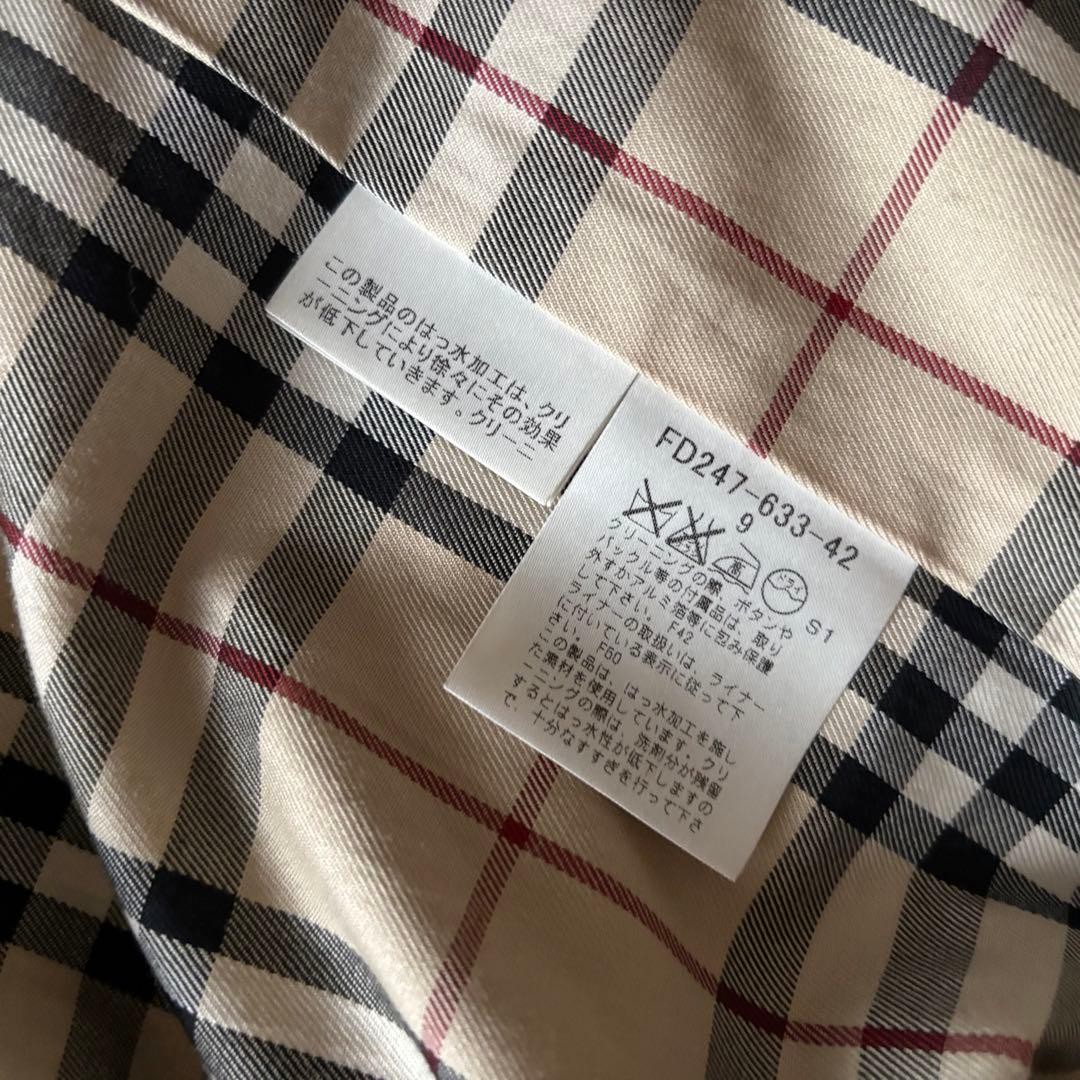 この製品のはっ水加工は、クリ
ーニングにより徐々にその効果
が低下していきます。クリーニ
FD247-633-42
9
高
ドライ
S1
クリーニングの際 ボタンや
バックル等の付属品は、取り
外すかアルミ箔等に包み保護
して下さい。 F42
ライナーの取扱いは、ライナー
に付いている表示に従って下
さい。 F60
この製品は、はっ水加工を施し
た素材を使用しています。クリ
ーニングの際は、洗剤分が残留
するとはっ水性が低下しますの
で、十分なすすぎを行って下さ